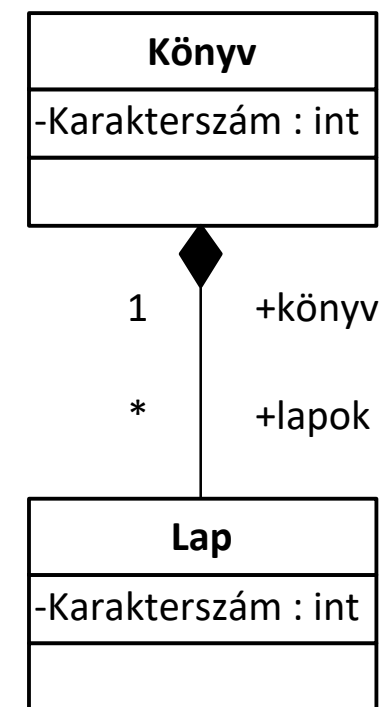 Könyv
-Karakterszám : int
1 +könyv
* +lapok
Lap
-Karakterszám : int